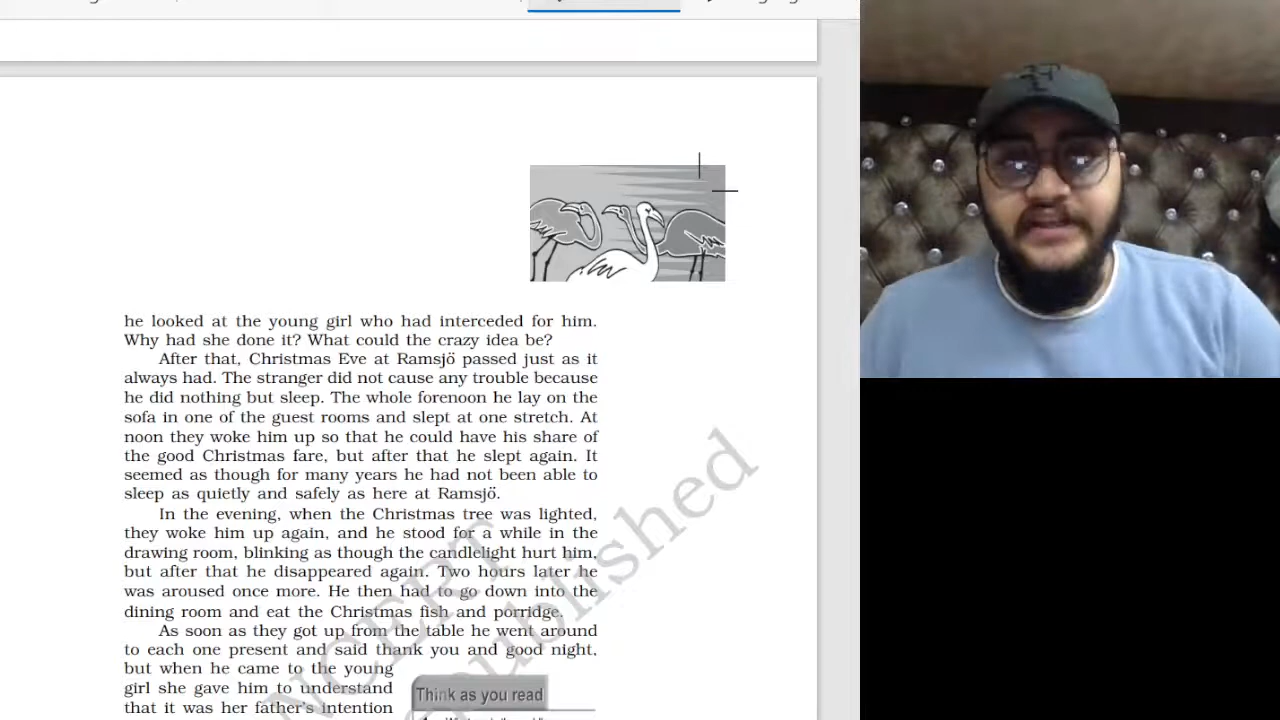 he looked at the young girl who had interceded for him.
Why had she done it? What could the crazy idea be?
After that, Christmas Eve at Ramsjö passed just as it
always had. The stranger did not cause any trouble because
he did nothing but sleep. The whole forenoon he lay on the
sofa in one of the guest rooms and slept at one stretch. At
noon they woke him up so that he could have his share of
the good Christmas fare, but after that he slept again. It
seemed as though for many years he had not been able to
sleep as quietly and safely as here at Ramsjö.
In the evening, when the Christmas tree was lighted,
they woke him up again, and he stood for a while in the
drawing room, blinking as though the candlelight hurt him,
but after that he disappeared again. Two hours later he
was aroused once more. He then had to go down into the
dining room and eat the Christmas fish and porridge.
As soon as they got up from the table he went around
to each one present and said thank you and good night,
but when he came to the young
girl she gave him to understand
that it was her father's intention
Think as you read
NCERT
republished